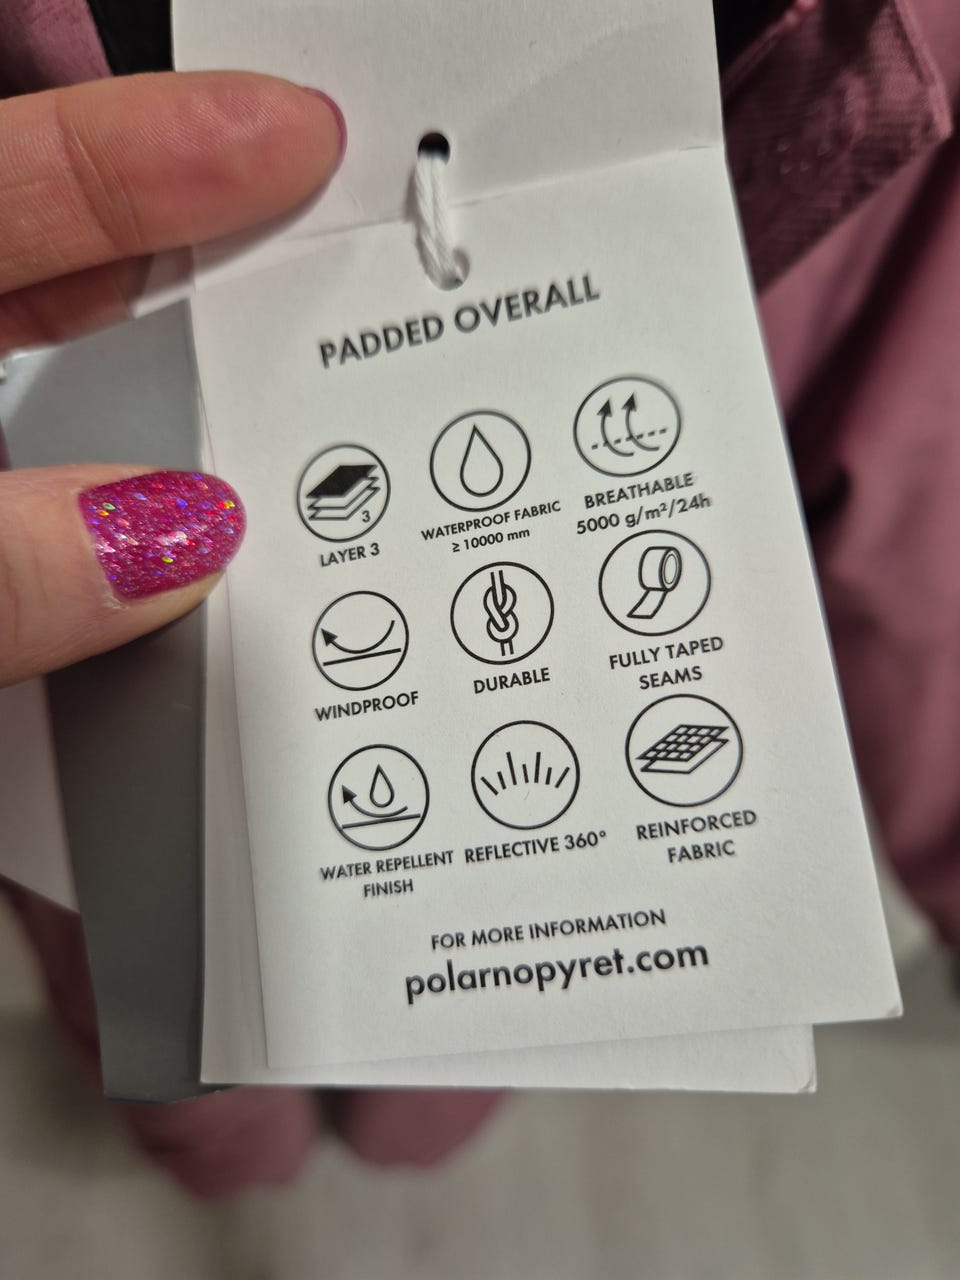 PADDED OVERALL
3
LAYER 3
WATERPROOF FABRIC
≥ 10000 mm
BREATHABLE
5000 g/m²/24h
WINDPROOF
DURABLE
FULLY TAPED
SEAMS
WATER REPELLENT
FINISH
REFLECTIVE 360°
REINFORCED
FABRIC
FOR MORE INFORMATION
polarnopyret.com